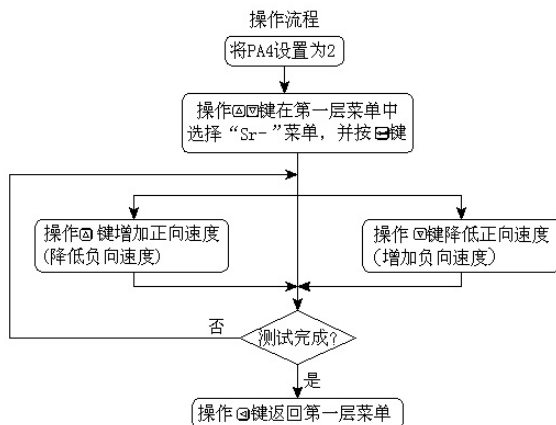 操作流程
将PA4设置为2
操作△▽键在第一层菜单中
选择“Sr-”菜单, 并按键
操作△键增加正向速度
(降低负向速度)
操作▽键降低正向速度
(增加负向速度)
否
测试完成?
是
操作◁键返回第一层菜单